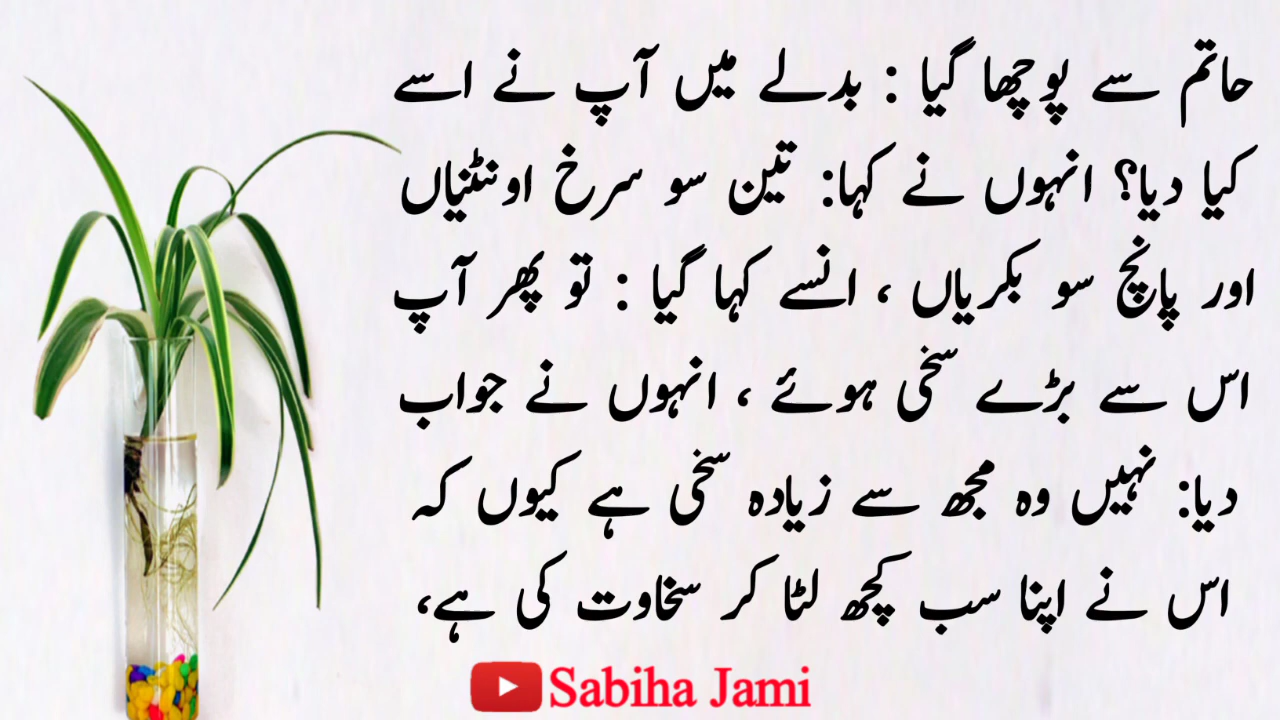 حاتم سے پوچھا گیا : بدلے میں آپ نے اسے
کیا دیا؟ انہوں نے کہا: تین سو سرخ اونٹنیاں
اور پانچ سو بکریاں ، انسے کہا گیا : تو پھر آپ
اس سے بڑے سخی ہوئے ، انہوں نے جواب
دیا: نہیں وہ مجھ سے زیادہ سخی ہے کیوں کہ
اس نے اپنا سب کچھ لٹا کر سخاوت کی ہے،
Sabiha Jami